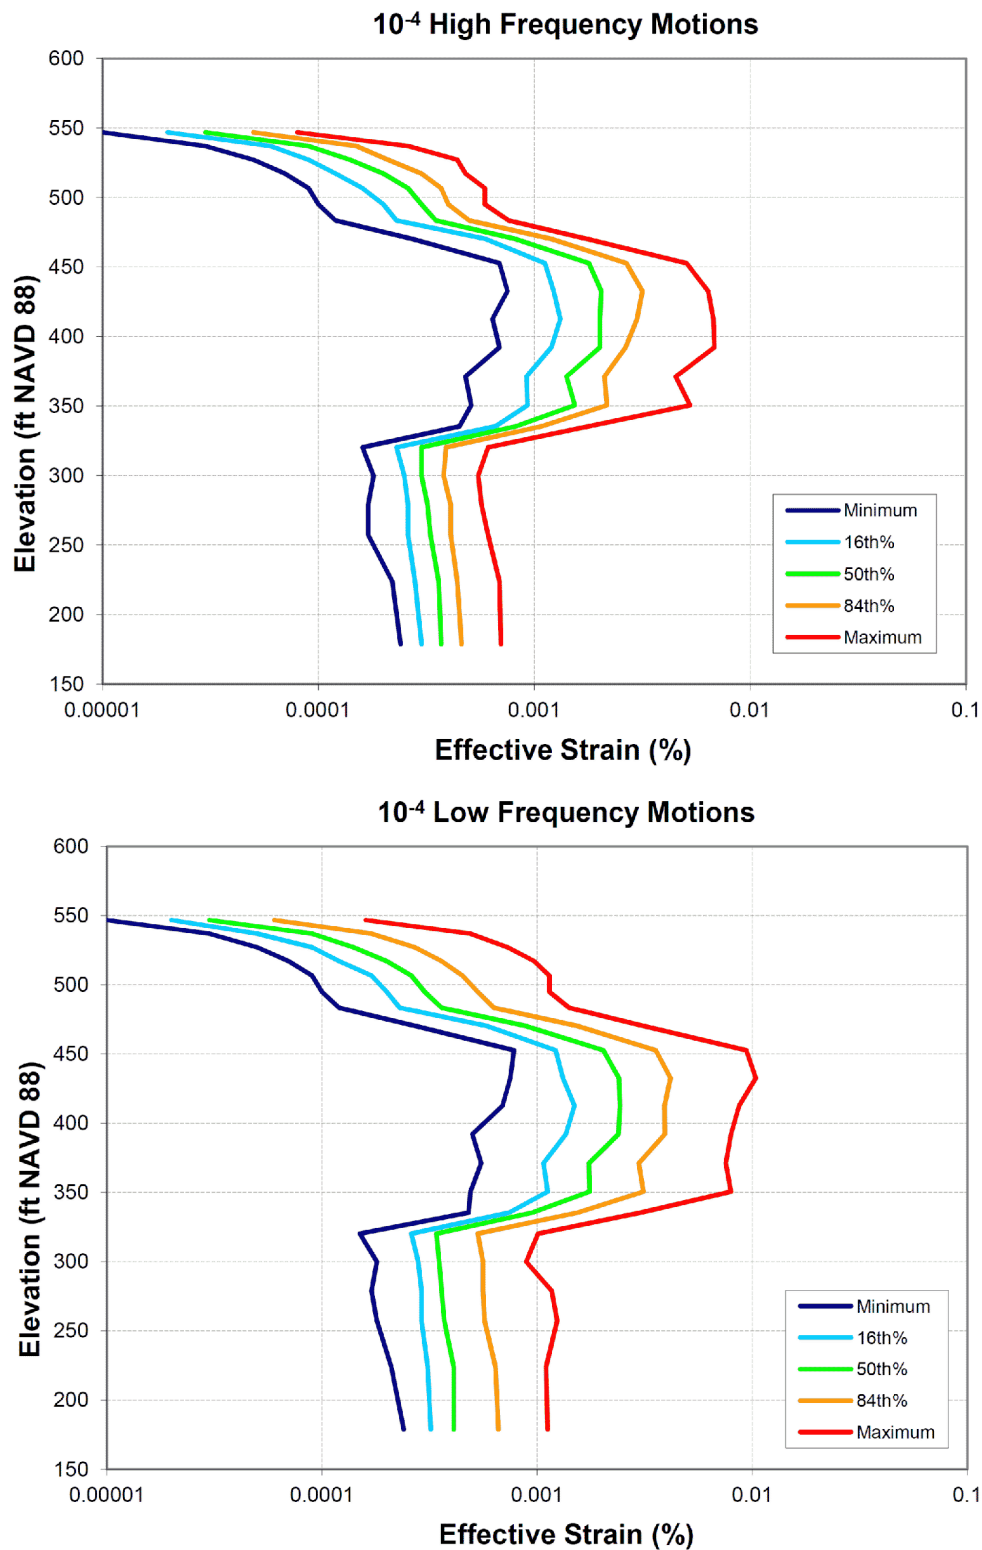 10⁻⁴ High Frequency Motions
600
550
500
450
400
350
300
250
200
150
Elevation (ft NAVD 88)
Minimum
16th%
50th%
84th%
Maximum
0.00001 0.0001 0.001 0.01 0.1
Effective Strain (%)
10⁻⁴ Low Frequency Motions
600
550
500
450
400
350
300
250
200
150
Elevation (ft NAVD 88)
Minimum
16th%
50th%
84th%
Maximum
0.00001 0.0001 0.001 0.01 0.1
Effective Strain (%)